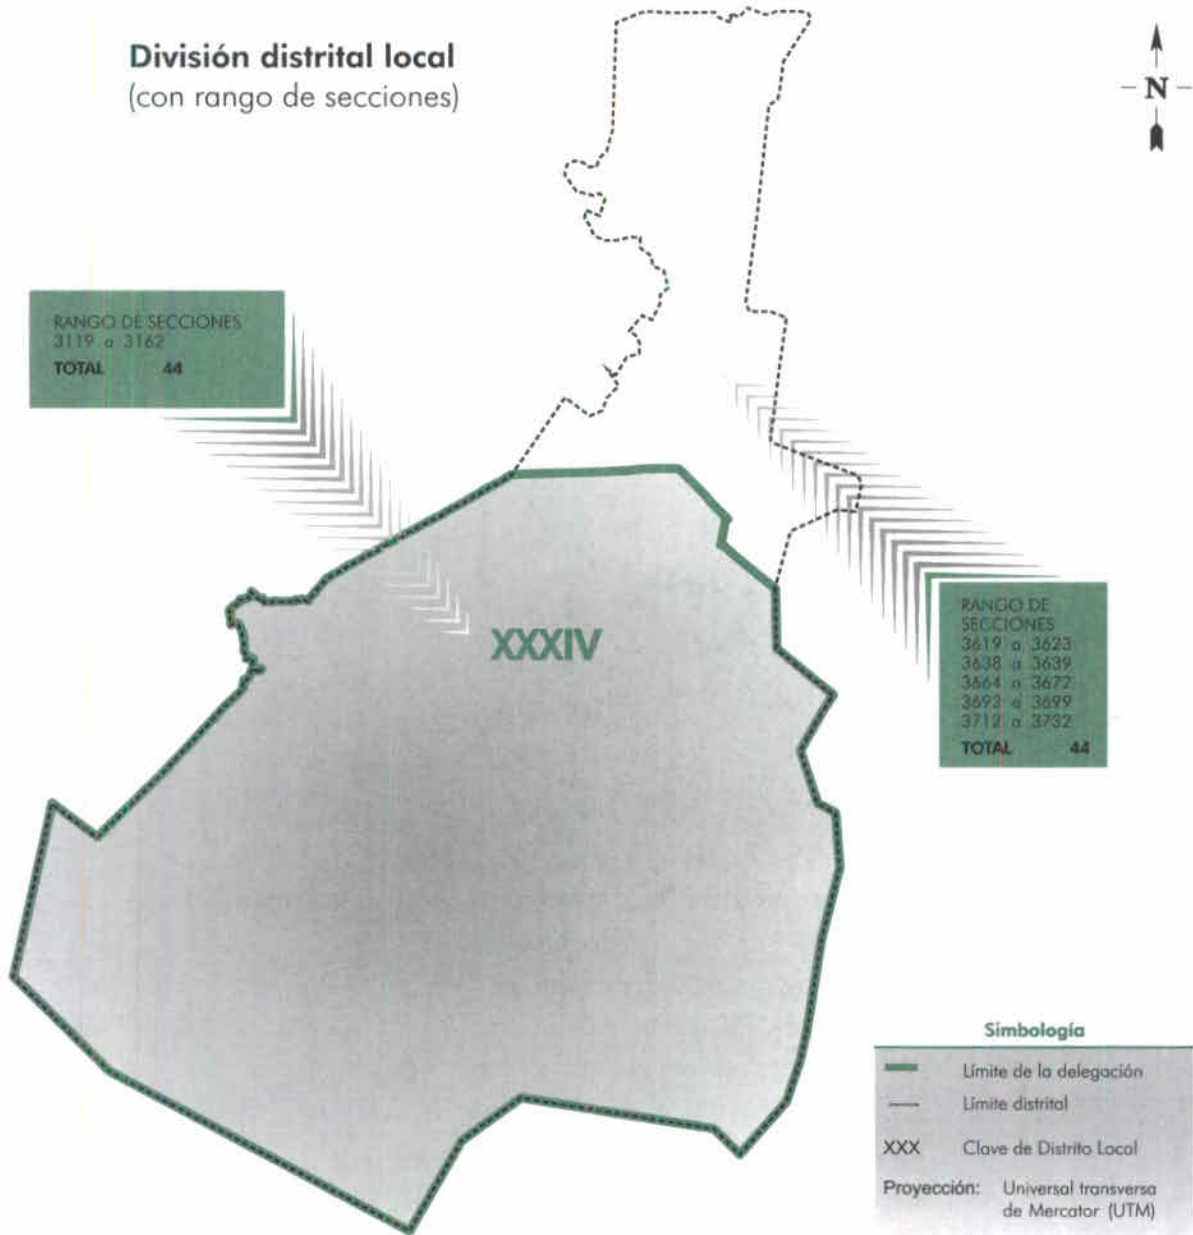 División distrital local
(con rango de secciones)
N
RANGO DE SECCIONES
3119 a 3162
TOTAL 44
XXXIV
RANGO DE
SECCIONES
3619 a 3623
3638 a 3639
3664 a 3672
3693 a 3699
3712 a 3732
TOTAL 44
Simbología
Límite de la delegación
Límite distrital
XXX Clave de Distrito Local
Proyección: Universal transversa
de Mercator (UTM)